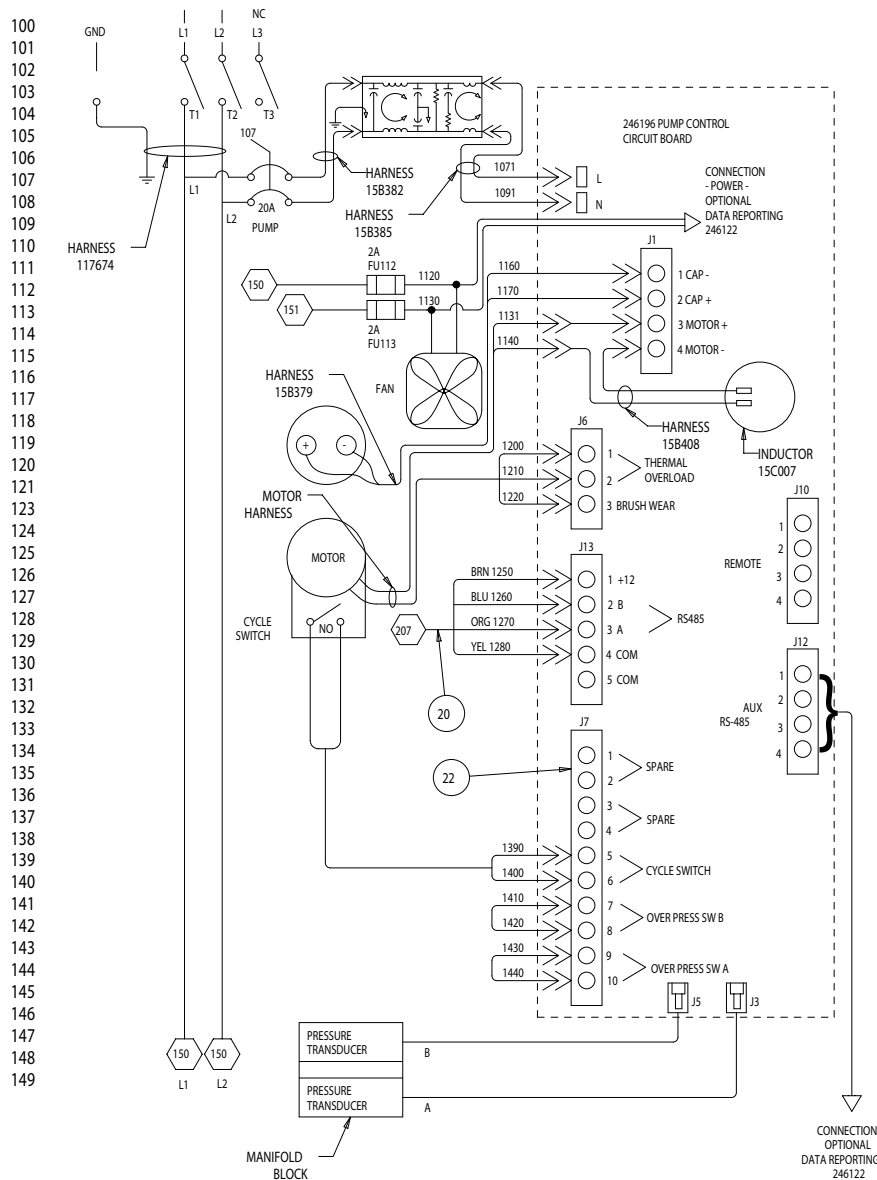 100
101
102
103
104
105
106
107
108
109
110
111
112
113
114
115
116
117
118
119
120
121
123
124
125
126
127
128
129
130
131
132
133
134
135
136
137
138
139
140
141
142
143
144
145
146
147
148
149
GND
L1
L2
NC
L3
T1
T2
T3
107
L1
L2
20A
PUMP
HARNESS
117674
HARNESS
15B382
HARNESS
15B385
1071
1091
L
N
246196 PUMP CONTROL
CIRCUIT BOARD
CONNECTION
- POWER -
OPTIONAL
DATA REPORTING
246122
150
151
2A
FU112
1120
1130
2A
FU113
FAN
1160
1170
1131
1140
J1
1 CAP -
2 CAP +
3 MOTOR +
4 MOTOR -
HARNESS
15B379
+
-
HARNESS
15B408
INDUCTOR
15C007
J6
1200
1210
1220
1
2
3 BRUSH WEAR
THERMAL
OVERLOAD
MOTOR
HARNESS
MOTOR
CYCLE
SWITCH
NO
207
20
22
BRN 1250
BLU 1260
ORG 1270
YEL 1280
J13
1 +12
2 B
3 A
4 COM
5 COM
RS485
J10
REMOTE
1
2
3
4
J12
AUX
RS-485
1
2
3
4
J7
1
2
SPARE
3
4
SPARE
1390
1400
5
6
CYCLE SWITCH
1410
1420
7
8
OVER PRESS SW B
1430
1440
9
10
OVER PRESS SW A
J5
J3
150
150
L1
L2
PRESSURE
TRANSDUCER
B
PRESSURE
TRANSDUCER
A
MANIFOLD
BLOCK
CONNECTION
OPTIONAL
DATA REPORTING
246122